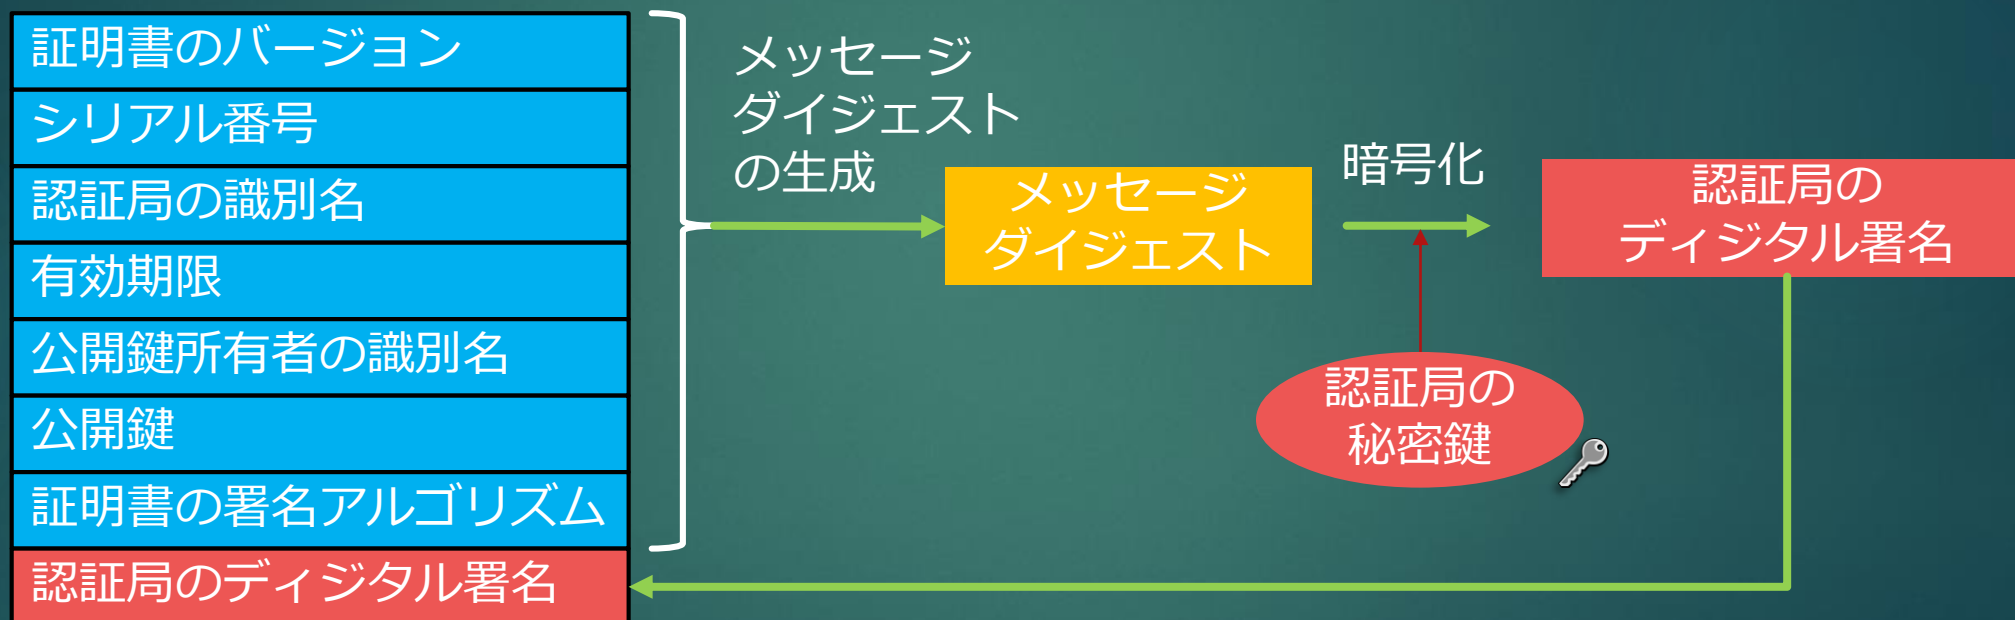 証明書のバージョン
シリアル番号
認証局の識別名
有効期限
公開鍵所有者の識別名
公開鍵
証明書の署名アルゴリズム
認証局のディジタル署名
メッセージ
ダイジェスト
の生成
メッセージ
ダイジェスト
暗号化
認証局の
秘密鍵
認証局の
ディジタル署名